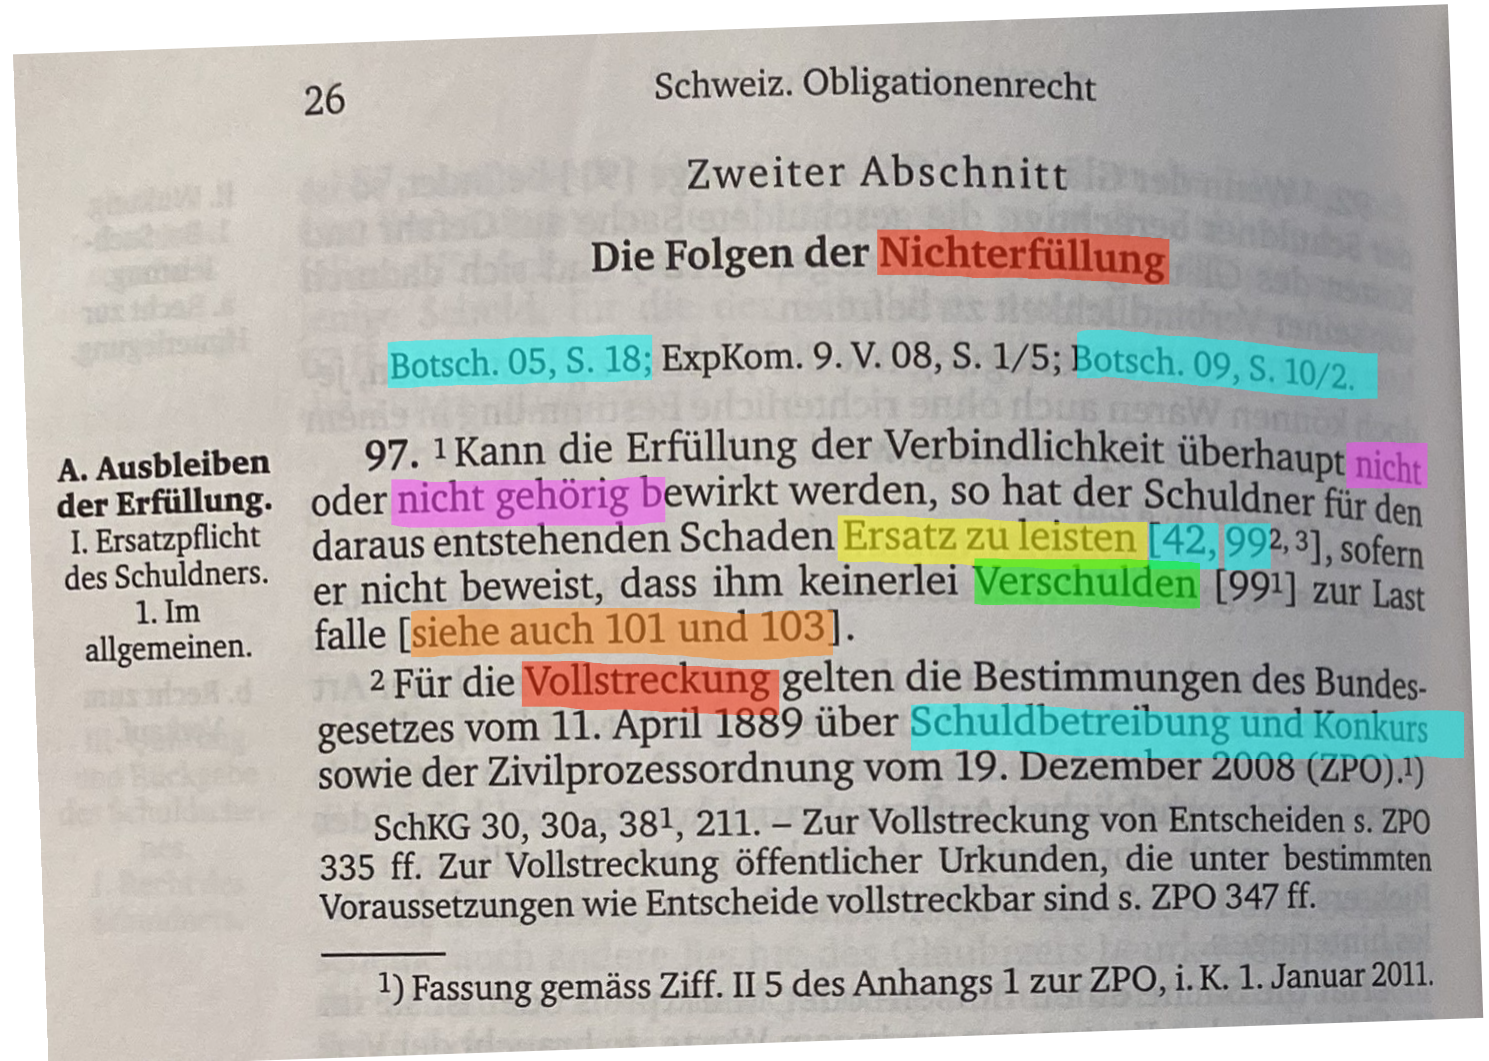 26
Schweiz. Obligationenrecht
Zweiter Abschnitt
Die Folgen der Nichterfüllung
Botsch. 05, S. 18; ExpKom. 9. V. 08, S. 1/5; Botsch. 09, S. 10/2.
A. Ausbleiben
der Erfüllung.
I. Ersatzpflicht
des Schuldners.
1. Im
allgemeinen.
97. ¹ Kann die Erfüllung der Verbindlichkeit überhaupt nicht
oder nicht gehörig bewirkt werden, so hat der Schuldner für den
daraus entstehenden Schaden Ersatz zu leisten [42, 99², ³], sofern
er nicht beweist, dass ihm keinerlei Verschulden [99¹] zur Last
falle [siehe auch 101 und 103].
² Für die Vollstreckung gelten die Bestimmungen des Bundes-
gesetzes vom 11. April 1889 über Schuldbetreibung und Konkurs
sowie der Zivilprozessordnung vom 19. Dezember 2008 (ZPO).¹)
SchKG 30, 30a, 38¹, 211. – Zur Vollstreckung von Entscheiden s. ZPO
335 ff. Zur Vollstreckung öffentlicher Urkunden, die unter bestimmten
Voraussetzungen wie Entscheide vollstreckbar sind s. ZPO 347 ff.
¹) Fassung gemäss Ziff. II 5 des Anhangs 1 zur ZPO, i. K. 1. Januar 2011.